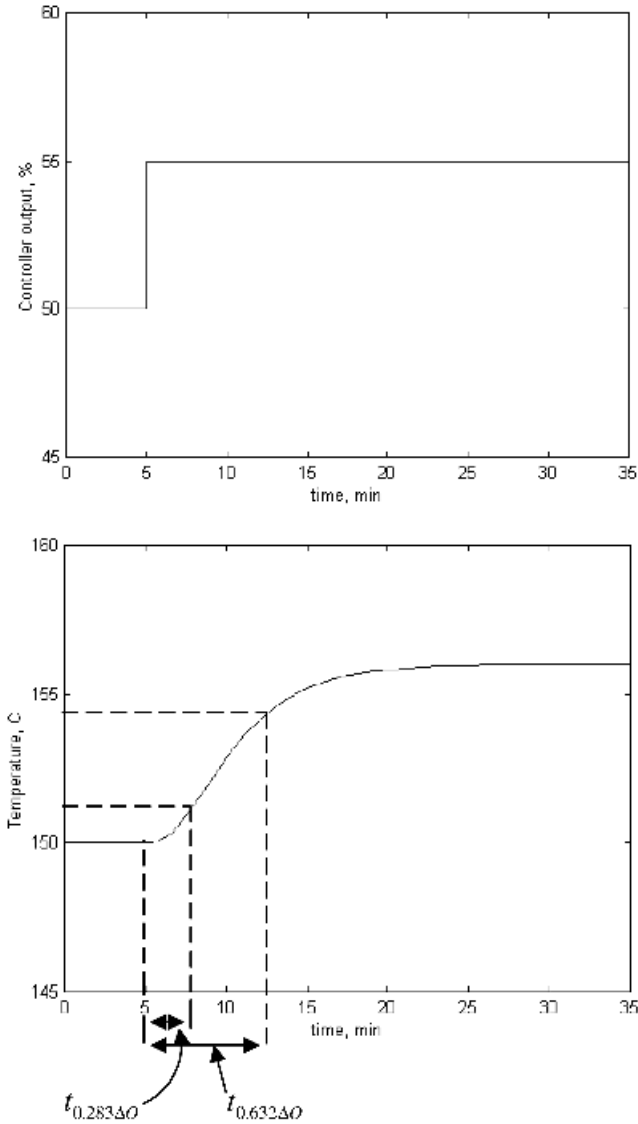 60
55
50
45
Controller output, %
0 5 10 15 20 25 30 35
time, min
160
155
150
145
Temperature, C
0 5 10 15 20 25 30 35
time, min
t0.283ΔO
t0.632ΔO